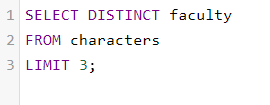 1 SELECT DISTINCT faculty
2 FROM characters
3 LIMIT 3;